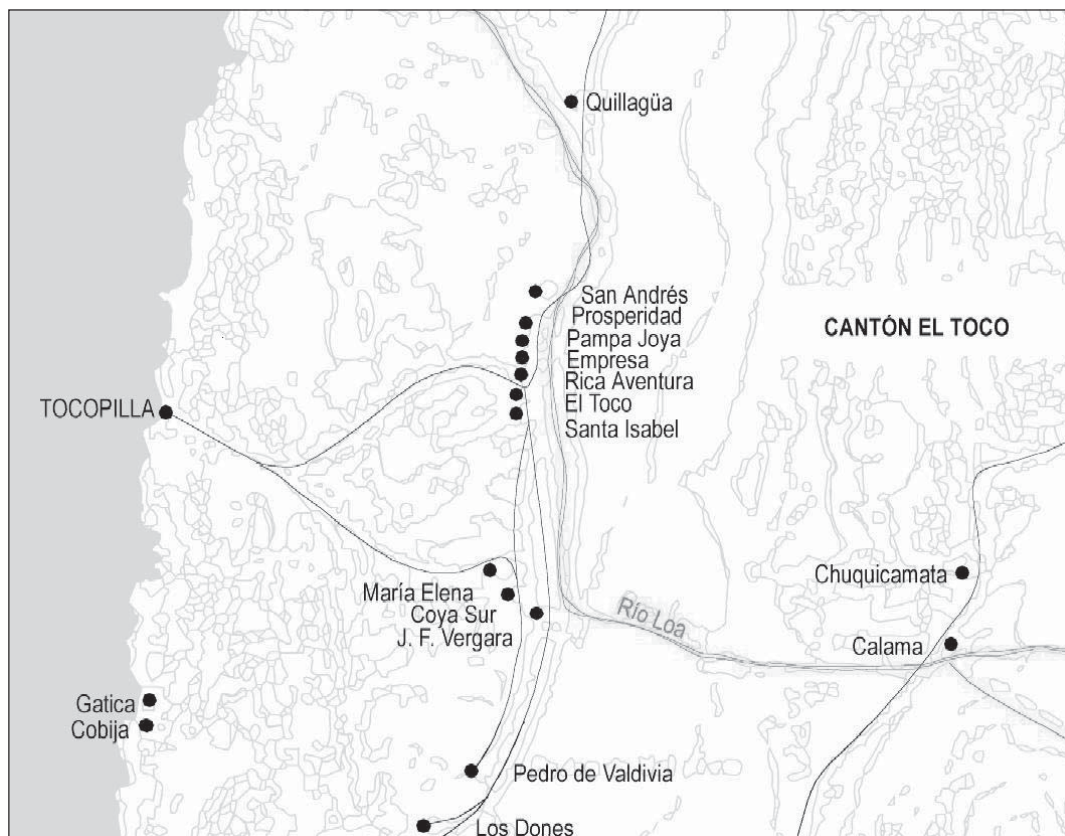 Quillagüa
San Andrés
Prosperidad
Pampa Joya
Empresa
Rica Aventura
El Toco
Santa Isabel
CANTÓN EL TOCO
TOCOPILLA
María Elena
Coya Sur
J. F. Vergara
Río Loa
Chuquicamata
Calama
Gatica
Cobija
Pedro de Valdivia
Los Dones